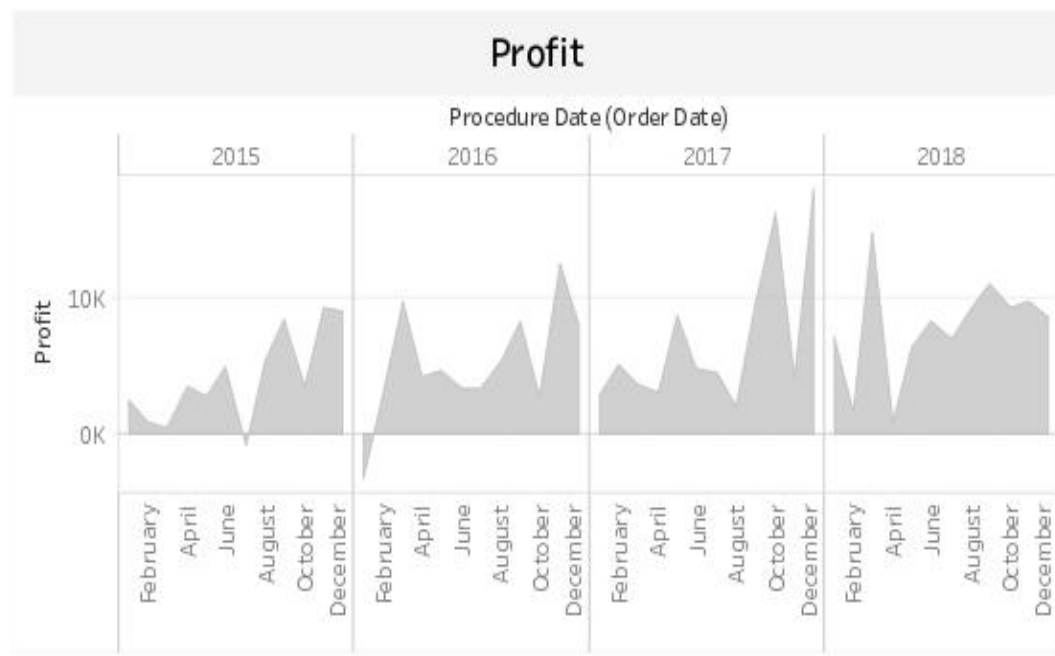 Profit
Procedure Date (Order Date)
2015 2016 2017 2018
Profit
10K
0K
February April June August October December February April June August October December February April June August October December February April June August October December